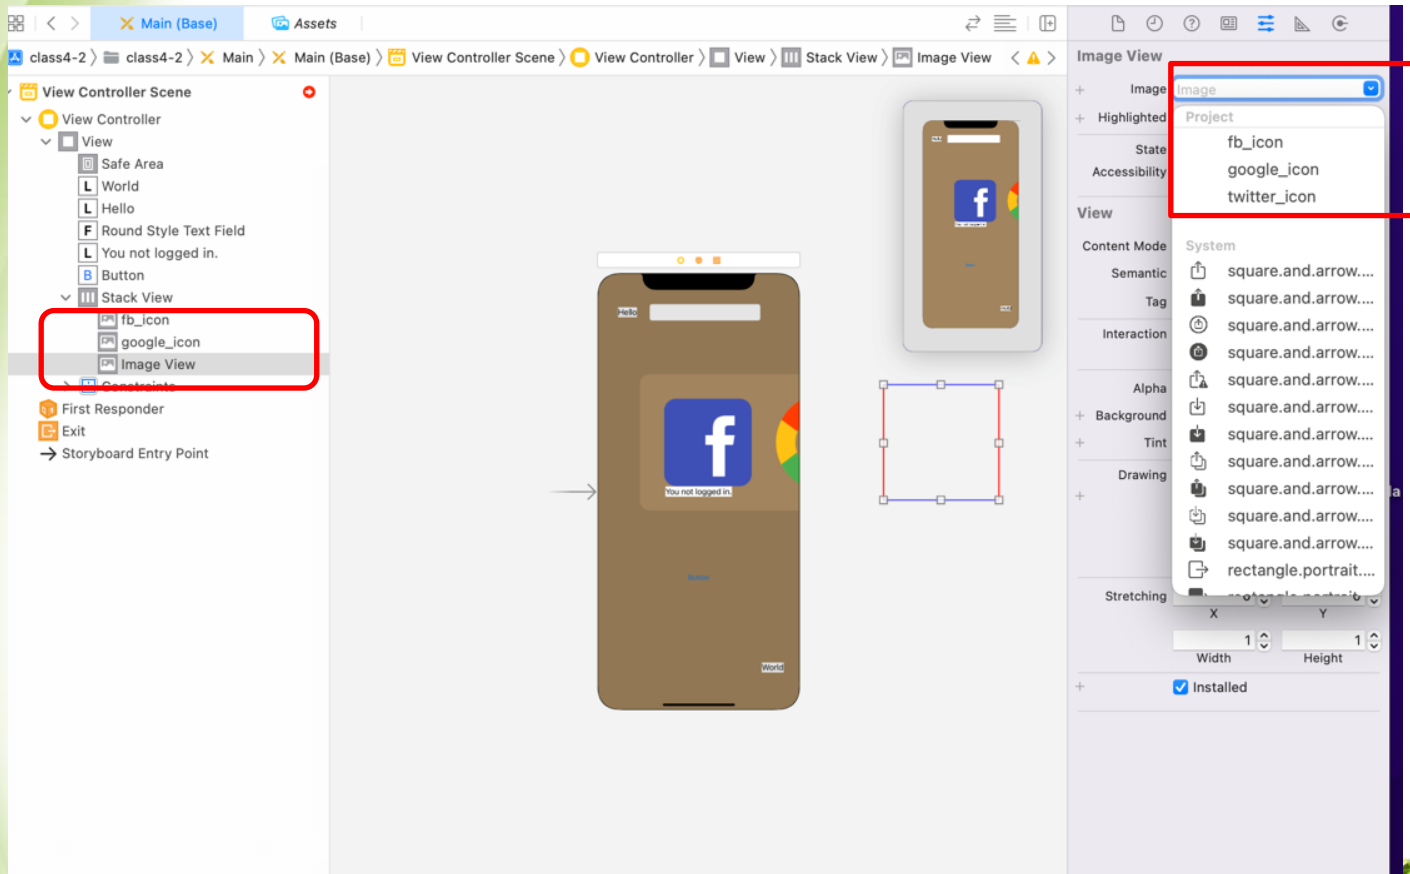 Main (Base)
Assets
class4-2
class4-2
Main
Main (Base)
View Controller Scene
View Controller
View
Stack View
Image View
View Controller Scene
View Controller
View
Safe Area
L World
L Hello
F Round Style Text Field
L You not logged in.
B Button
Stack View
fb_icon
google_icon
Image View
Constraints
First Responder
Exit
Storyboard Entry Point
Hello
You not logged in.
Button
World
Image View
Image
Image
Highlighted
State
Accessibility
View
Content Mode
Semantic
Tag
Interaction
Alpha
Background
Tint
Drawing
Stretching
Project
fb_icon
google_icon
twitter_icon
System
square.and.arrow....
square.and.arrow....
square.and.arrow....
square.and.arrow....
square.and.arrow....
square.and.arrow....
square.and.arrow....
square.and.arrow....
square.and.arrow....
square.and.arrow....
square.and.arrow....
rectangle.portrait....
X
Y
1
1
Width
Height
Installed